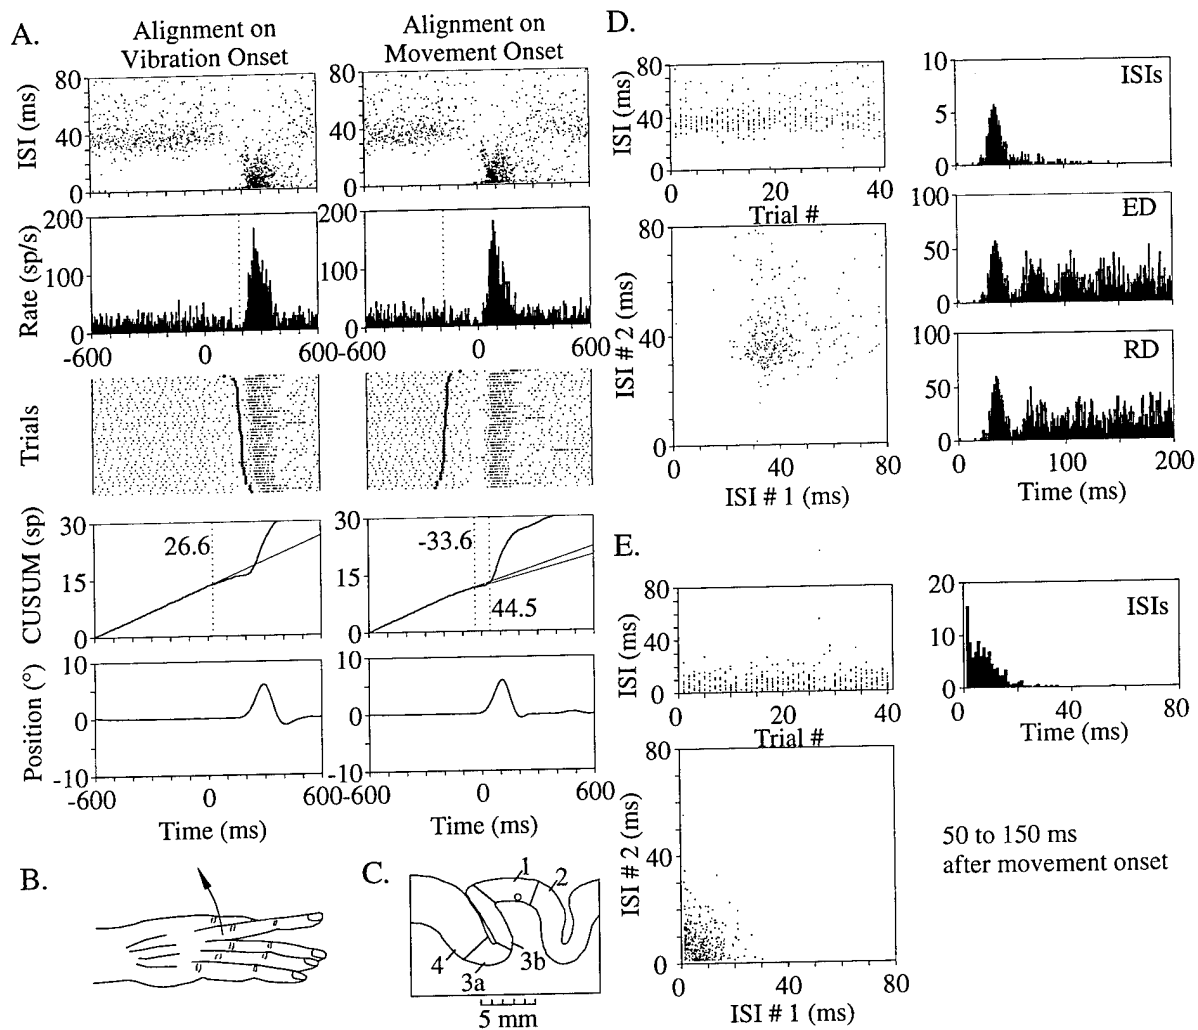 A.
Alignment on
Vibration Onset
Alignment on
Movement Onset
ISI (ms)
80
40
0
80
40
0
Rate (sp/s)
200
100
0
200
100
0
-600
0
600
-600
0
600
Trials
CUSUM (sp)
30
15
0
26.6
30
15
0
-33.6
44.5
Position (°)
10
0
-10
10
0
-10
-600
0
600
-600
0
600
Time (ms)
Time (ms)
B.
C.
1
2
4
3a
3b
5 mm
D.
ISI (ms)
80
40
0
0
20
40
Trial #
ISI # 2 (ms)
80
40
0
0
40
80
ISI # 1 (ms)
10
5
0
ISIs
100
50
0
ED
100
50
0
RD
0
100
200
Time (ms)
E.
ISI (ms)
80
40
0
0
20
40
Trial #
20
10
0
ISIs
0
40
80
Time (ms)
ISI # 2 (ms)
80
40
0
0
40
80
ISI # 1 (ms)
50 to 150 ms
after movement onset